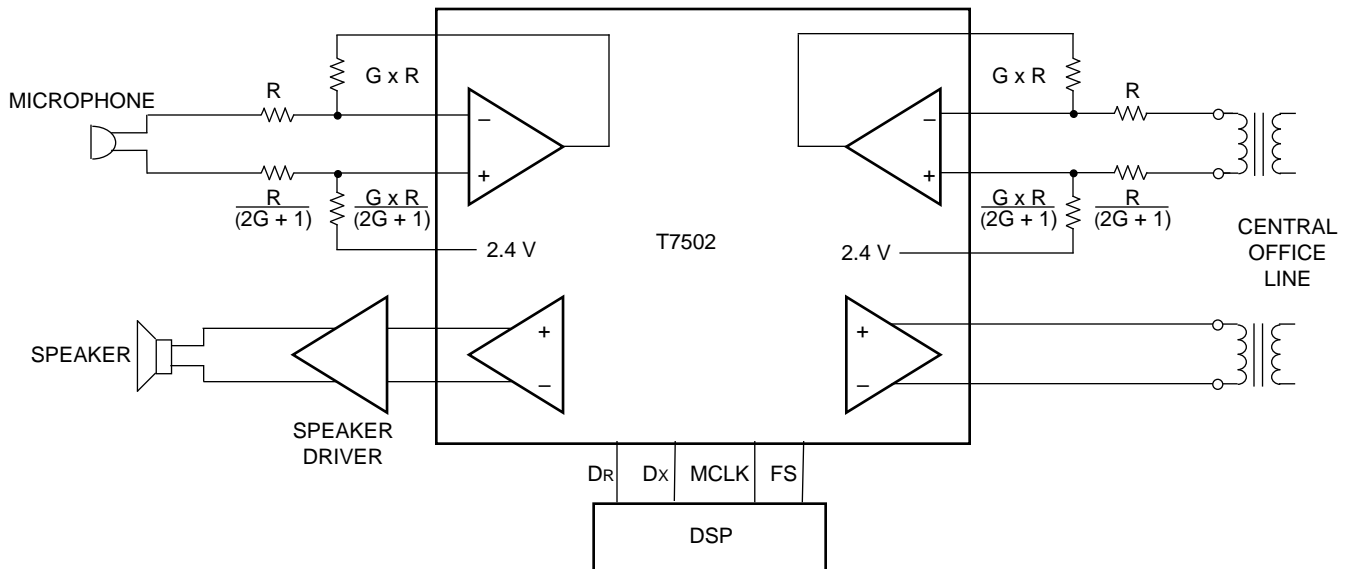 G x R
G x R
R
R
MICROPHONE
−
−
+
+
R
(2G + 1)
G x R
(2G + 1)
G x R
(2G + 1)
R
(2G + 1)
2.4 V
T7502
2.4 V
CENTRAL
OFFICE
LINE
+
+
SPEAKER
−
−
SPEAKER
DRIVER
DR
DX
MCLK
FS
DSP